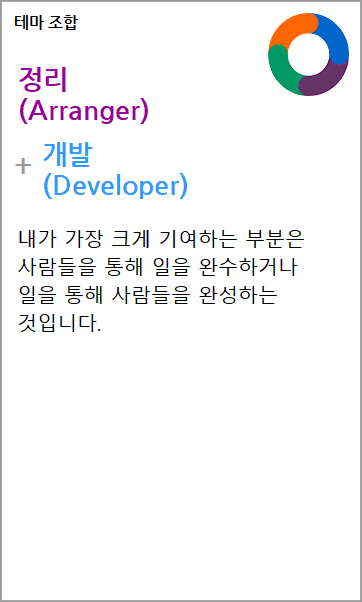 테마 조합
정리
(Arranger)
+ 개발
(Developer)
내가 가장 크게 기여하는 부분은
사람들을 통해 일을 완수하거나
일을 통해 사람들을 완성하는
것입니다.